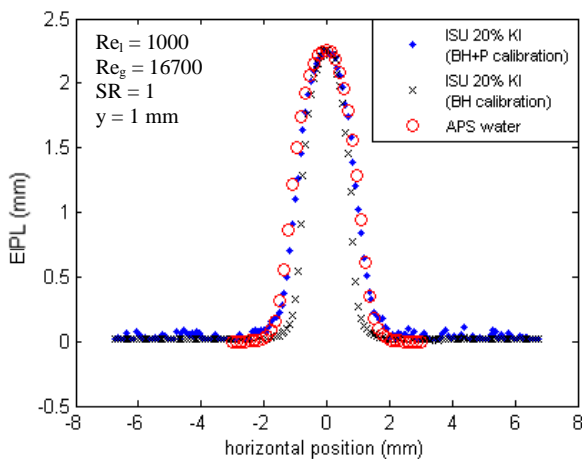 Reₗ = 1000
Re_g = 16700
SR = 1
y = 1 mm
ISU 20% KI
(BH+P calibration)
ISU 20% KI
(BH calibration)
APS water
2.5
2
1.5
1
0.5
0
-0.5
EIPL (mm)
-8
-6
-4
-2
0
2
4
6
8
horizontal position (mm)